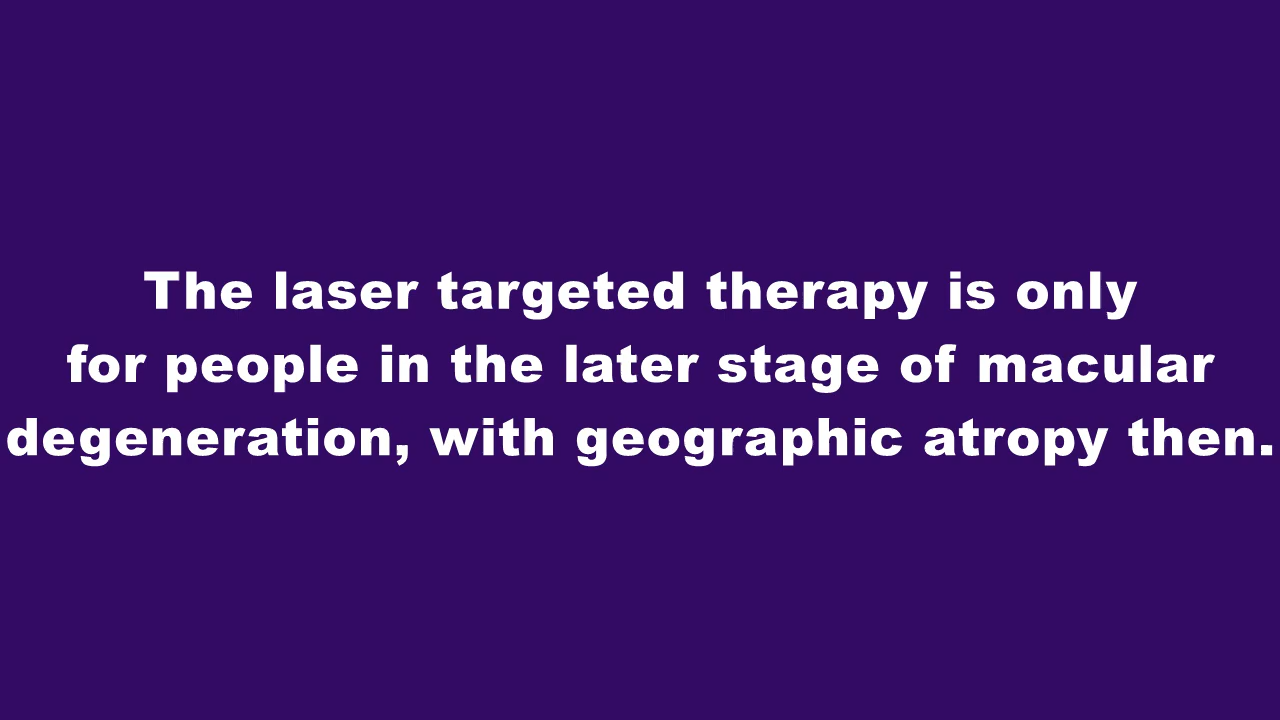 The laser targeted therapy is only
for people in the later stage of macular
degeneration, with geographic atropy then.